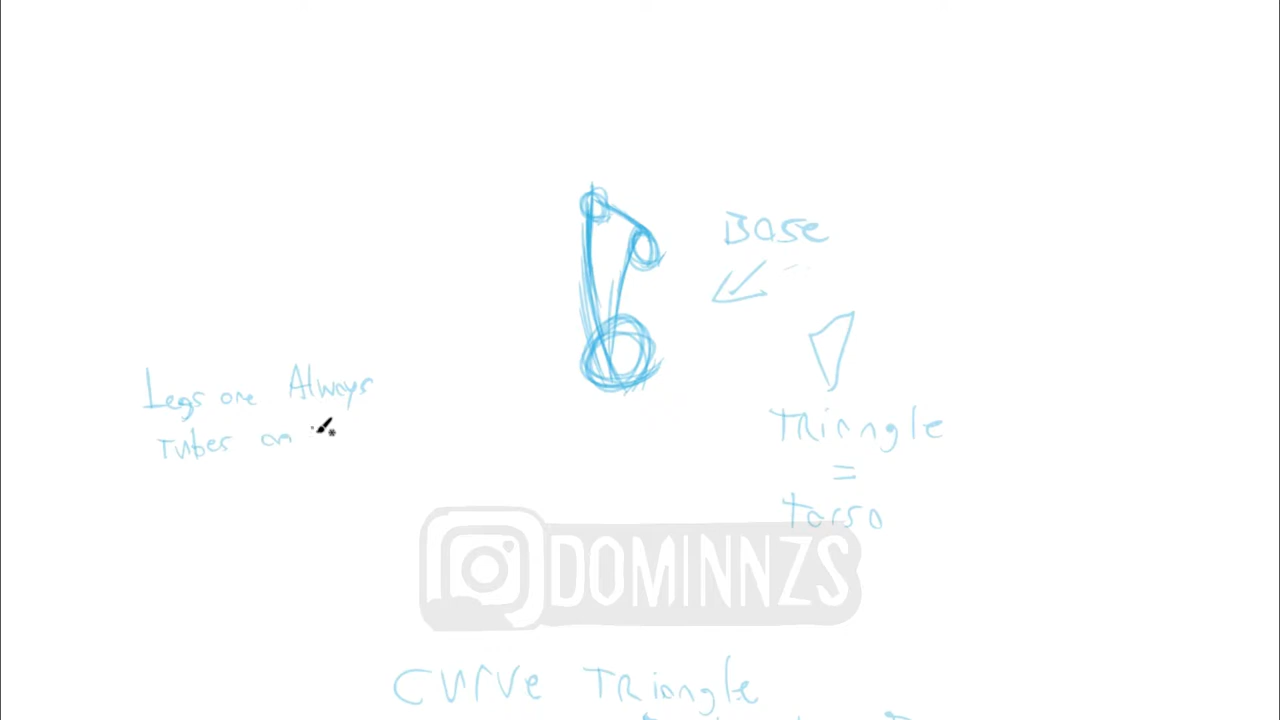 Base
Legs are Always
Tubes on
TRiangle
=
torso
DOMINNZS
CURVE TRiangle